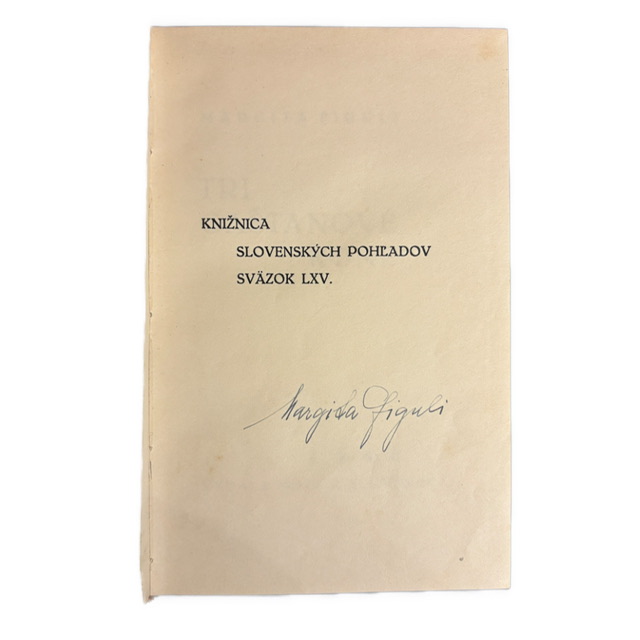 KNIŽNICA
SLOVENSKÝCH POHĽADOV
SVÄZOK LXV.
Margita Figuli